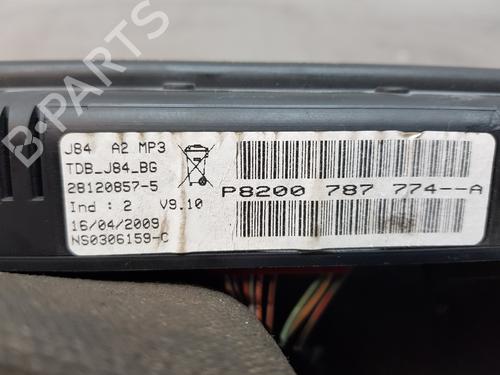 B-PARTS
J84 A2 MP3
TDB_J84_BG
28120857-5
Ind : 2 V9.10
16/04/2009
NS0306159-C
P8200 787 774--A